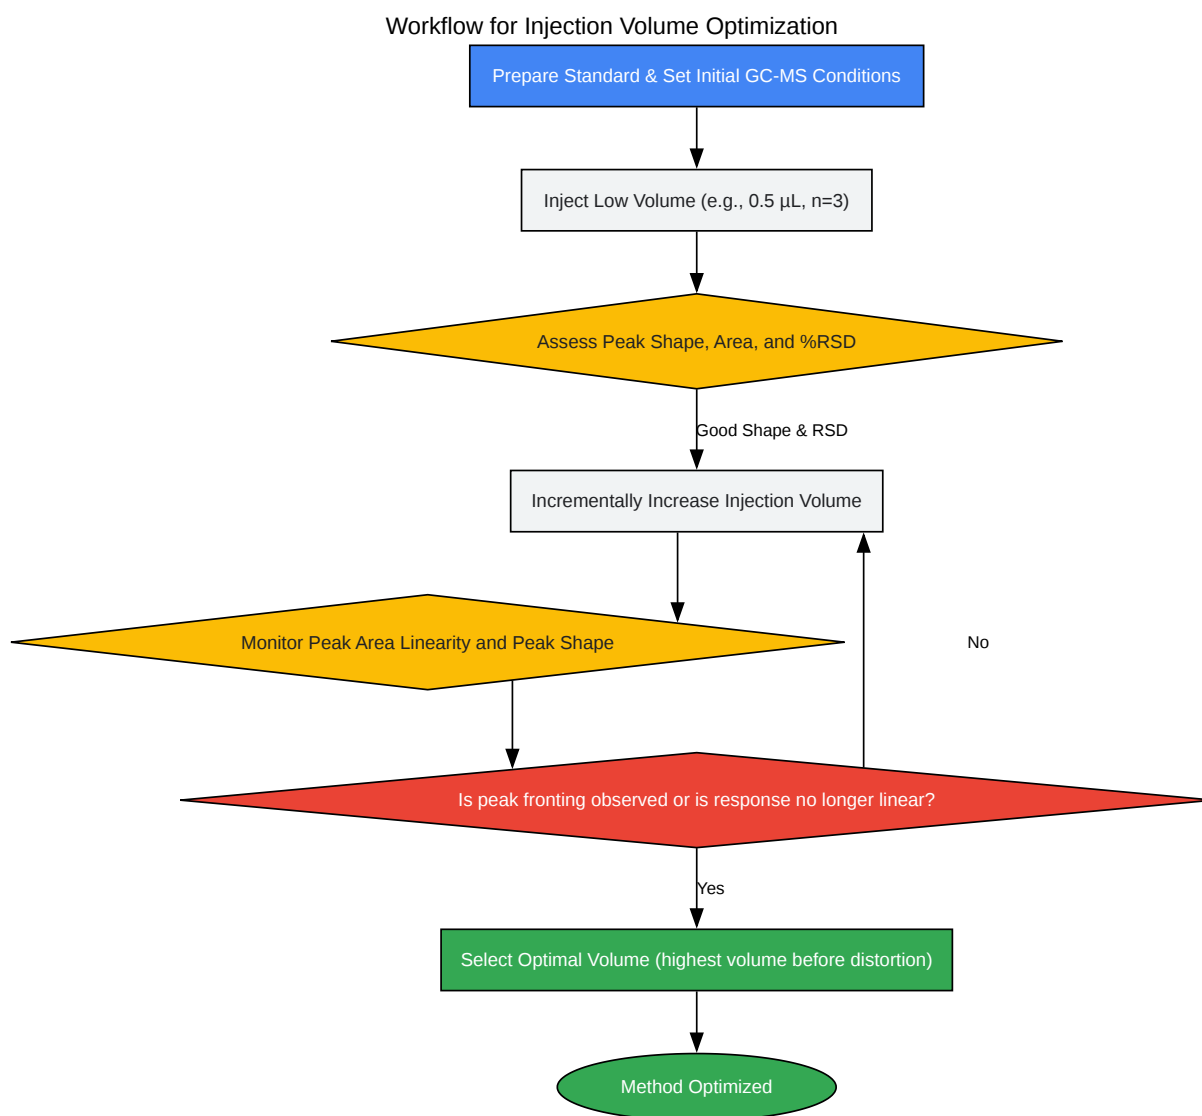 Workflow for Injection Volume Optimization
Prepare Standard & Set Initial GC-MS Conditions
Inject Low Volume (e.g., 0.5 µL, n=3)
Assess Peak Shape, Area, and %RSD
Good Shape & RSD
Incrementally Increase Injection Volume
Monitor Peak Area Linearity and Peak Shape
No
Is peak fronting observed or is response no longer linear?
Yes
Select Optimal Volume (highest volume before distortion)
Method Optimized